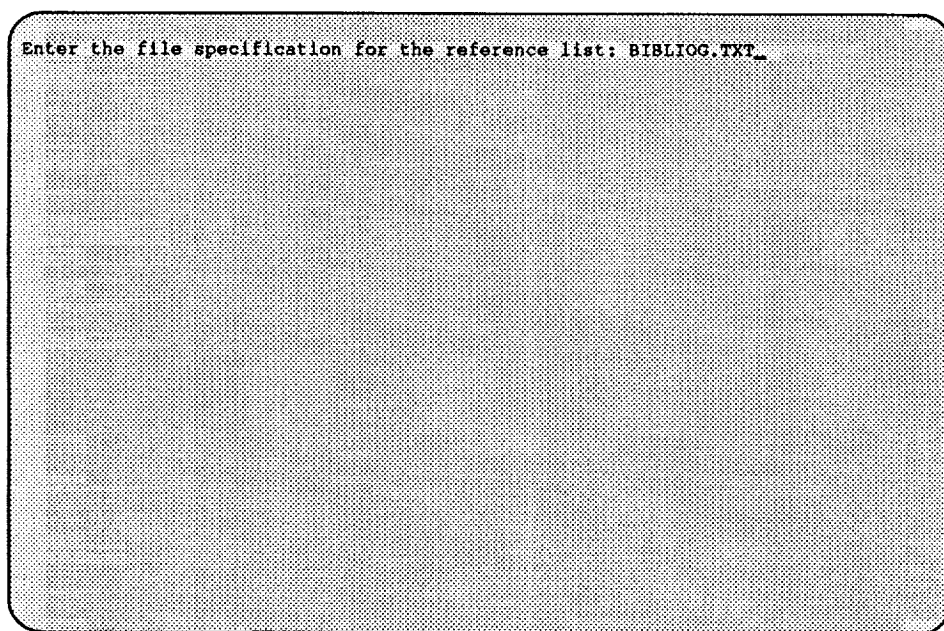 Enter the file specification for the reference list: BIBLIOG.TXT_